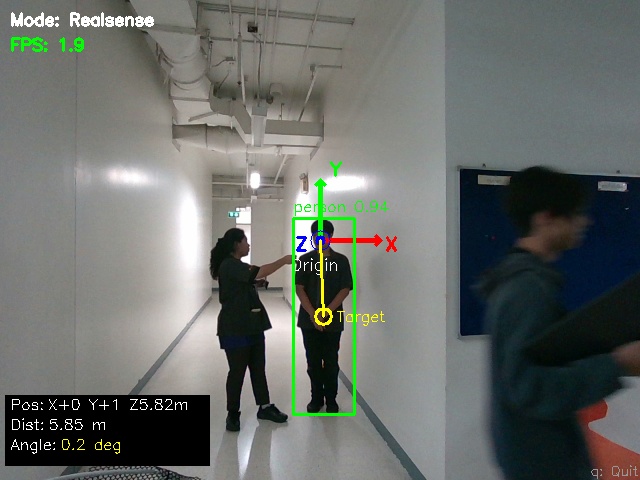 Mode: Realsense
FPS: 1.9
Y
person 0.94
Z
X
Origin
Target
Pos: X+0 Y+1 Z5.82m
Dist: 5.85 m
Angle: 0.2 deg
q: Quit